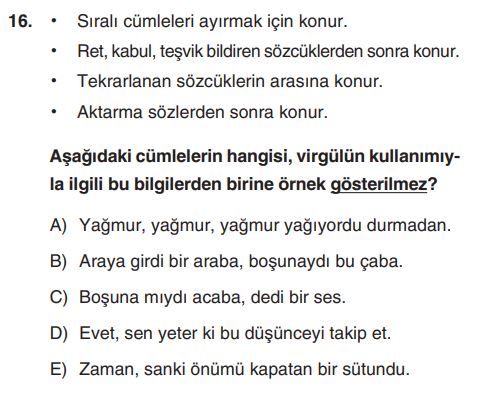 16. • Sıralı cümleleri ayırmak için konur.
• Ret, kabul, teşvik bildiren sözcüklerden sonra konur.
• Tekrarlanan sözcüklerin arasına konur.
• Aktarma sözlerden sonra konur.
Aşağıdaki cümlelerin hangisi, virgülün kullanımıy-
la ilgili bu bilgilerden birine örnek gösterilmez?
A) Yağmur, yağmur, yağmur yağıyordu durmadan.
B) Araya girdi bir araba, boşunaydı bu çaba.
C) Boşuna mıydı acaba, dedi bir ses.
D) Evet, sen yeter ki bu düşünceyi takip et.
E) Zaman, sanki önümü kapatan bir sütundu.